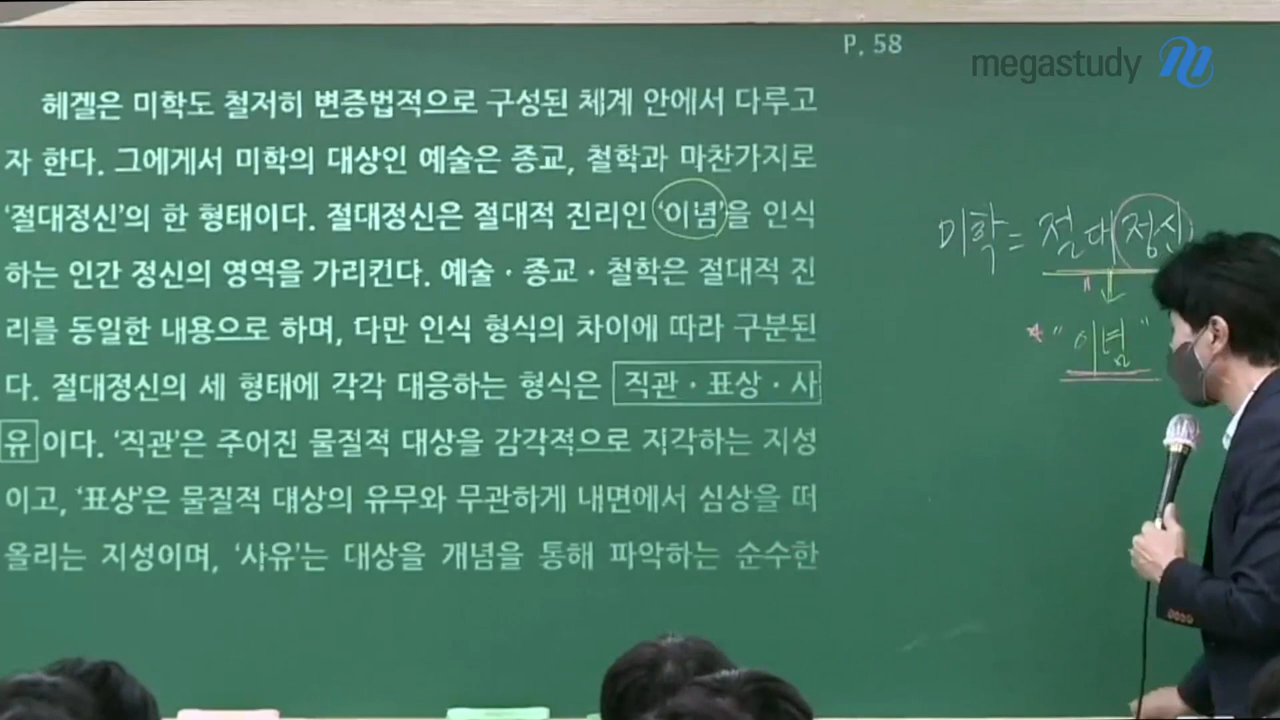 P. 58
megastudy
헤겔은 미학도 철저히 변증법적으로 구성된 체계 안에서 다루고
자 한다. 그에게서 미학의 대상인 예술은 종교, 철학과 마찬가지로
‘절대정신’의 한 형태이다. 절대정신은 절대적 진리인 ‘이념’을 인식
하는 인간 정신의 영역을 가리킨다. 예술·종교·철학은 절대적 진
리를 동일한 내용으로 하며, 다만 인식 형식의 차이에 따라 구분된
다. 절대정신의 세 형태에 각각 대응하는 형식은 직관·표상·사
유이다. ‘직관’은 주어진 물질적 대상을 감각적으로 지각하는 지성
이고, ‘표상’은 물질적 대상의 유무와 무관하게 내면에서 심상을 떠
올리는 지성이며, ‘사유’는 대상을 개념을 통해 파악하는 순수한
미학 = 절대정신
* "이념"